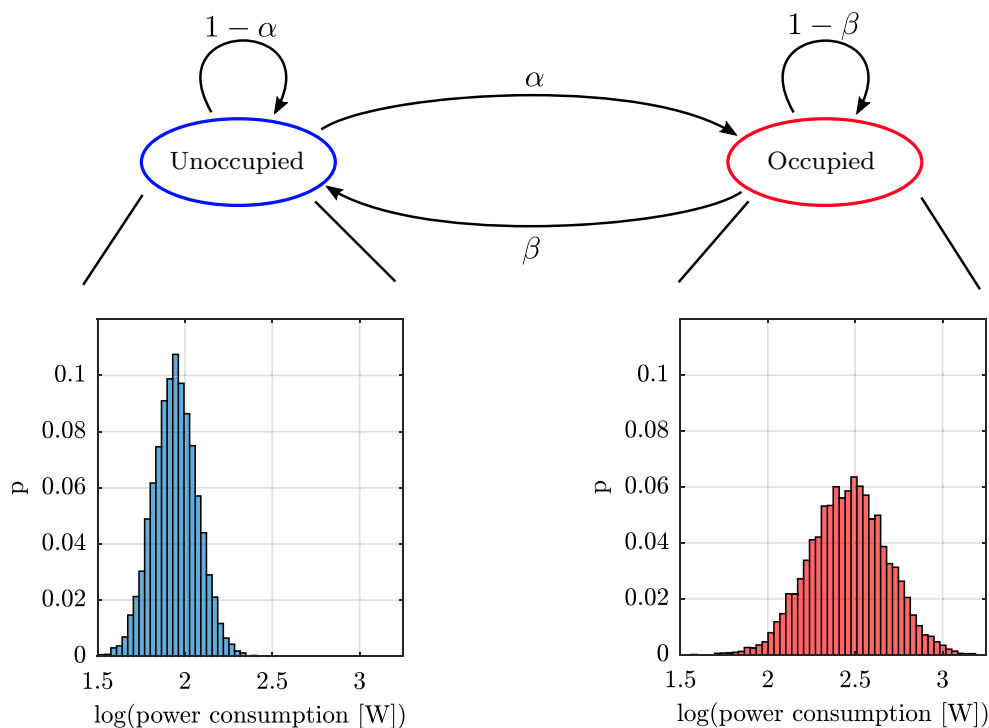 1 − α
1 − β
α
Unoccupied
Occupied
β
0.1
0.08
0.06
0.04
0.02
0
p
1.5 2 2.5 3
log(power consumption [W])
0.1
0.08
0.06
0.04
0.02
0
p
1.5 2 2.5 3
log(power consumption [W])